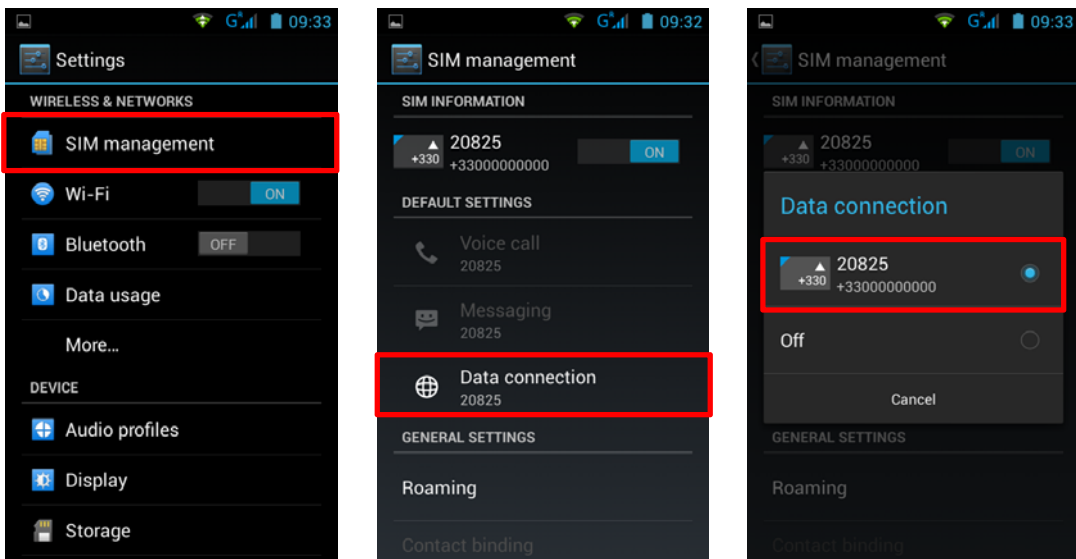 G R 09:33
Settings
WIRELESS & NETWORKS
SIM management
Wi-Fi ON
Bluetooth OFF
Data usage
More...
DEVICE
Audio profiles
Display
Storage
G R 09:32
SIM management
SIM INFORMATION
20825
+330 +33000000000 ON
DEFAULT SETTINGS
Voice call
20825
Messaging
20825
Data connection
20825
GENERAL SETTINGS
Roaming
Contact binding
G R 09:33
SIM management
SIM INFORMATION
20825
+330 +33000000000 ON
Data connection
20825
+330 +33000000000
Off
Cancel
GENERAL SETTINGS
Roaming
Contact binding